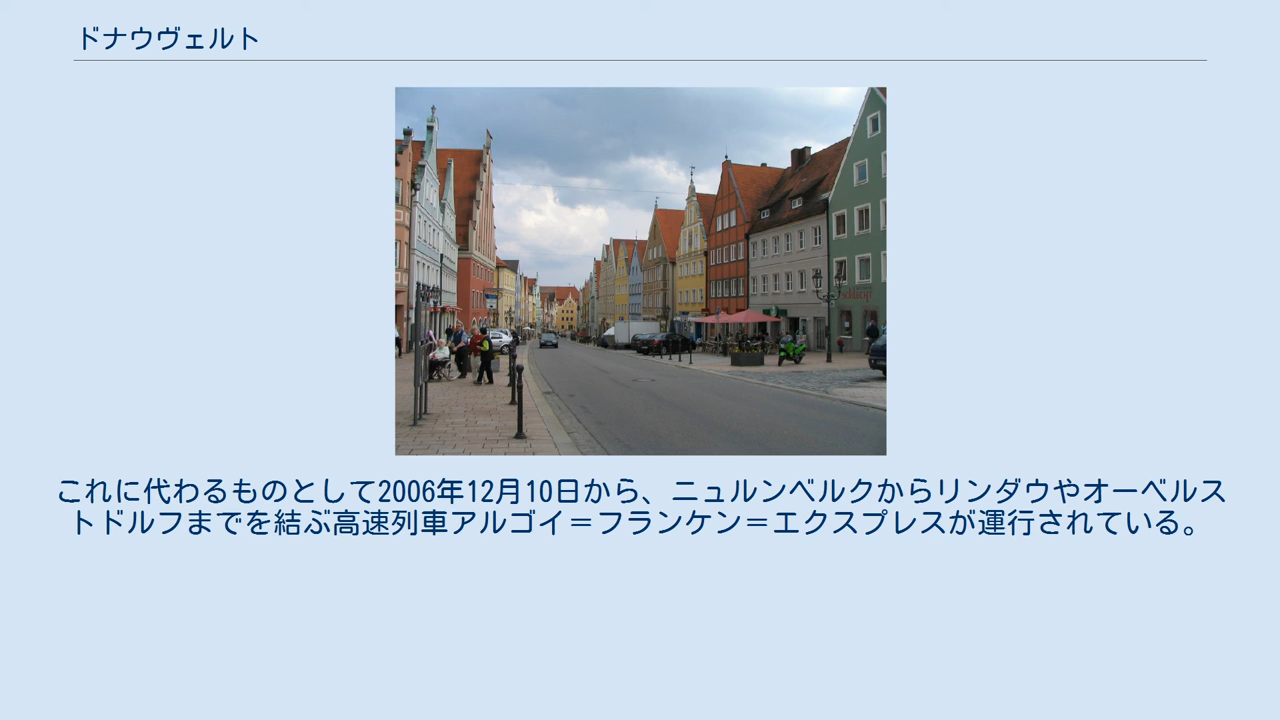 ドナウヴェルト
schlupf
これに代わるものとして2006年12月10日から、ニュルンベルクからリンダウやオーベルス
トドルフまでを結ぶ高速列車アルゴイ＝フランケン＝エクスプレスが運行されている。